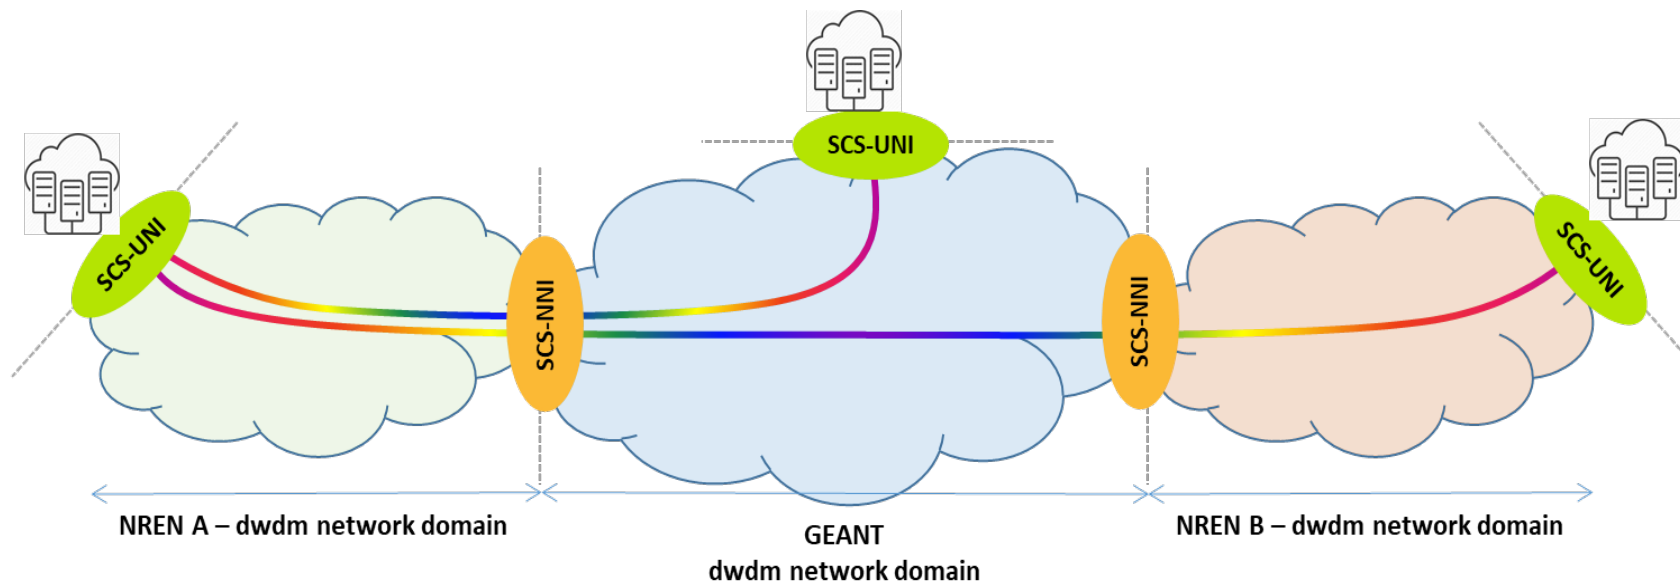 SCS-UNI
SCS-UNI
SCS-UNI
SCS-NNI
SCS-NNI
NREN A – dwdm network domain
GEANT
dwdm network domain
NREN B – dwdm network domain